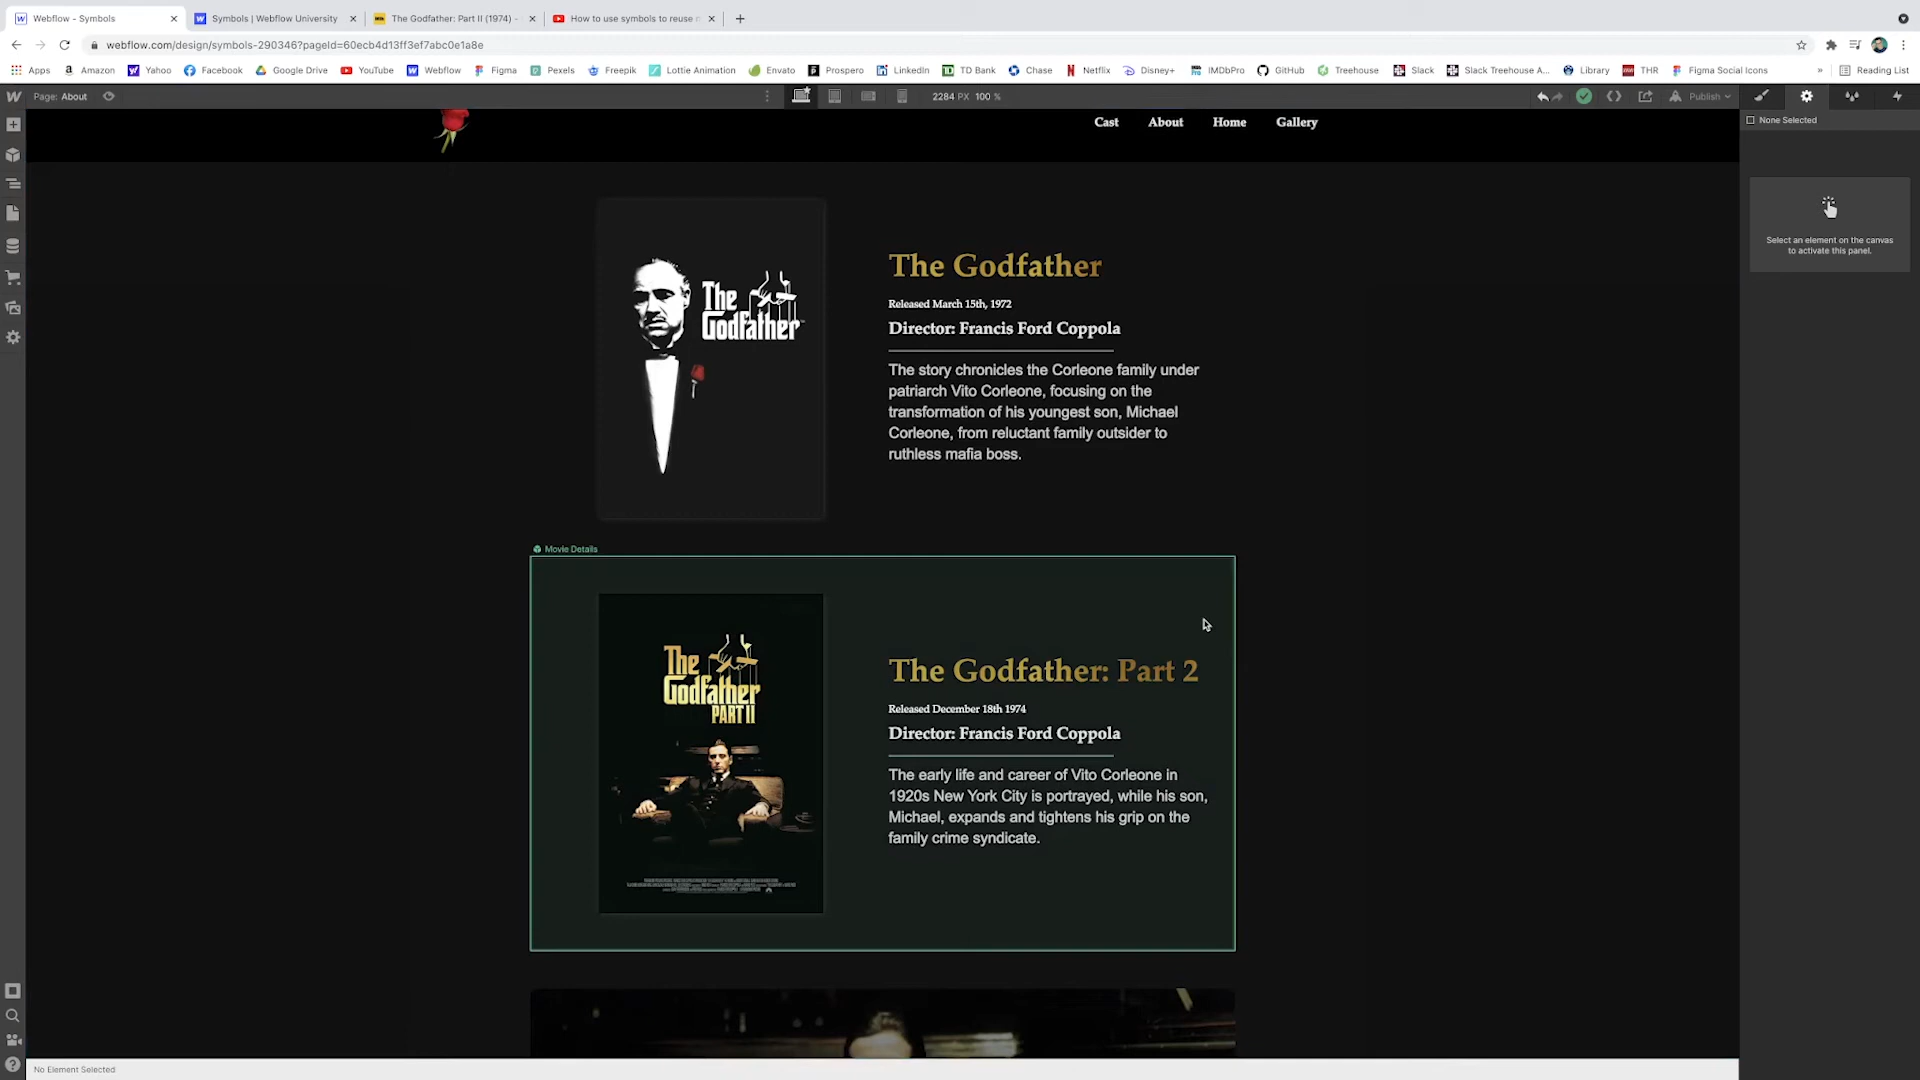 Webflow - Symbols
Symbols | Webflow University
The Godfather: Part II (1974) -
How to use symbols to reuse
webflow.com/design/symbols-290346?pageId=60ecb4d13ff3ef7abc0e1a8e
Apps Amazon Yahoo Facebook Google Drive YouTube Webflow Figma Pexels Freepik Lottie Animation Envato Prospero LinkedIn TD Bank Chase Netflix Disney+ IMDbPro GitHub Treehouse Slack Slack Treehouse A... Library THR Figma Social Icons » Reading List
Page: About
2284 PX 100 %
Publish
None Selected
Cast About Home Gallery
Select an element on the canvas
to activate this panel.
The
Godfather
The Godfather
Released March 15th, 1972
Director: Francis Ford Coppola
The story chronicles the Corleone family under
patriarch Vito Corleone, focusing on the
transformation of his youngest son, Michael
Corleone, from reluctant family outsider to
ruthless mafia boss.
Movie Details
The
Godfather
PART II
The Godfather: Part 2
Released December 18th 1974
Director: Francis Ford Coppola
The early life and career of Vito Corleone in
1920s New York City is portrayed, while his son,
Michael, expands and tightens his grip on the
family crime syndicate.
No Element Selected